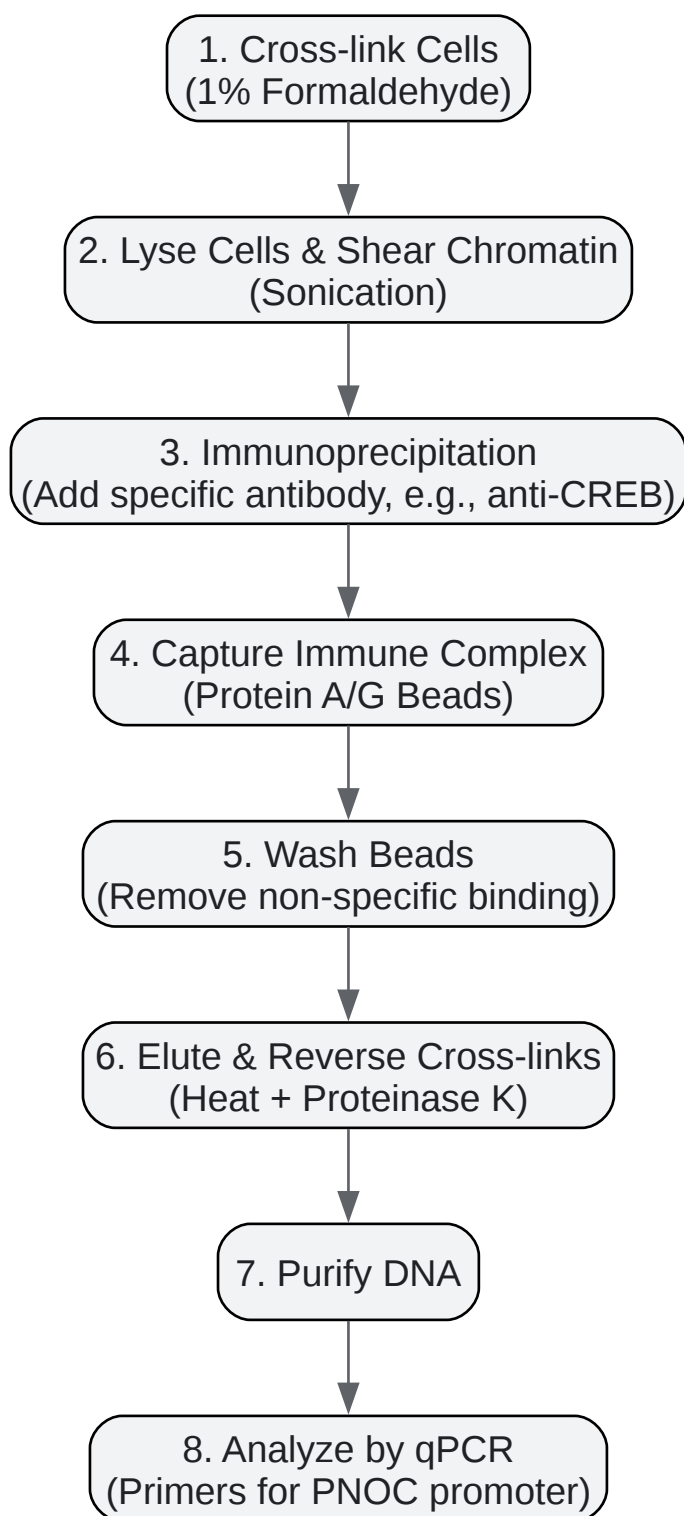 1. Cross-link Cells
(1% Formaldehyde)
2. Lyse Cells & Shear Chromatin
(Sonication)
3. Immunoprecipitation
(Add specific antibody, e.g., anti-CREB)
4. Capture Immune Complex
(Protein A/G Beads)
5. Wash Beads
(Remove non-specific binding)
6. Elute & Reverse Cross-links
(Heat + Proteinase K)
7. Purify DNA
8. Analyze by qPCR
(Primers for PNOC promoter)